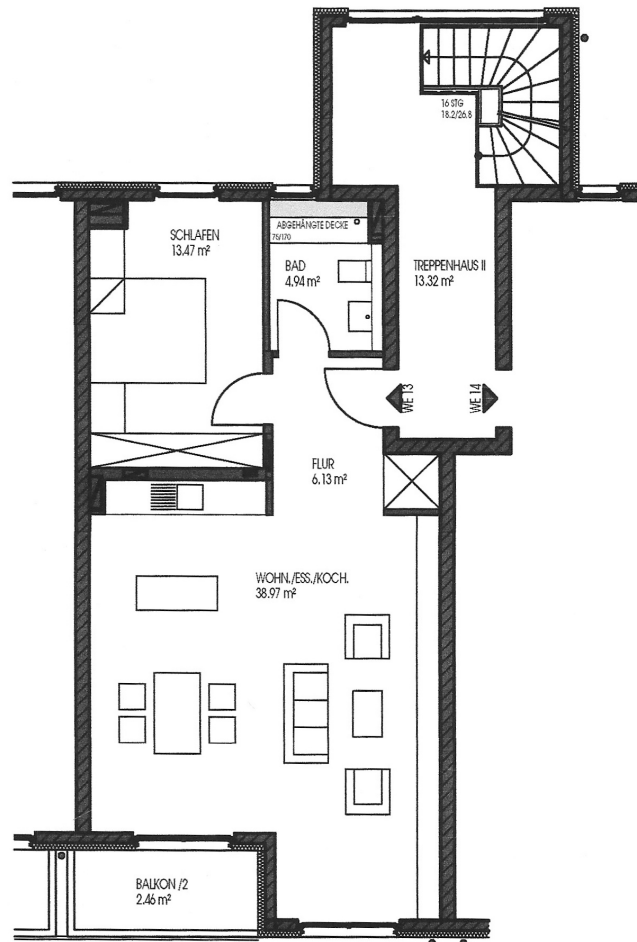 16 STG
18.2/26.8
SCHLAFEN
13.47 m²
ABGEHÄNGTE DECKE
75/170
BAD
4.94 m²
TREPPENHAUS II
13.32 m²
WE 13
WE 14
FLUR
6.13 m²
WOHN./ESS./KOCH.
38.97 m²
BALKON /2
2.46 m²